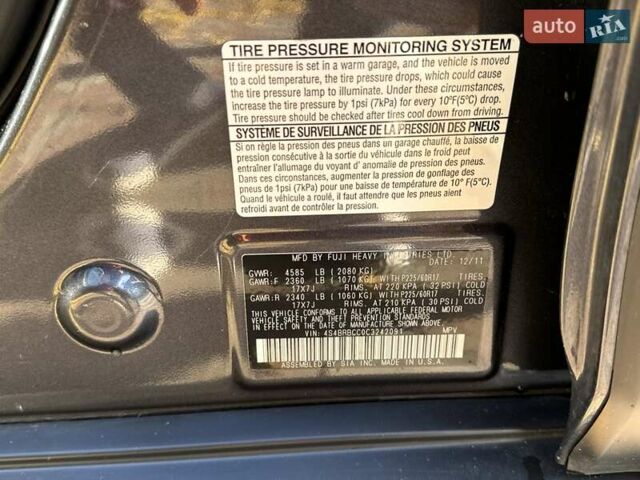 auto RIA.com
TIRE PRESSURE MONITORING SYSTEM
If tire pressure is set in a warm garage, and the vehicle is moved
to a cold temperature, the tire pressure drops, which could cause
the tire pressure lamp to illuminate. Under these circumstances,
increase the tire pressure by 1psi (7kPa) for every 10°F(5°C) drop.
Tire pressure should be checked after tires cool down from driving.
SYSTÈME DE SURVEILLANCE DE LA PRESSION DES PNEUS
Si on règle la pression des pneus dans un garage chauffé, la baisse de
pression consécutive à la sortie du véhicule dans le froid peut
entraîner l'allumage du voyant d' anomalie de pression des pneus.
Dans ces circonstances, augmenter la pression de gonflage des
pneus de 1psi (7kPa) pour une baisse de température de 10° F(5°C).
Quand le véhicule a roulé, il faut attendre que les pneus aient
refroidi avant d'en contrôler la pression.
MFD BY FUJI HEAVY INDUSTRIES LTD.
DATE: 12/11
GVWR: 4585 LB (2080 KG)
GAWR:F 2360 LB (1070 KG) WITH P225/60R17 TIRES,
17X7J RIMS, AT 220 KPA (32 PSI) COLD
GAWR:R 2340 LB (1060 KG) WITH P225/60R17 TIRES,
17X7J RIMS, AT 210 KPA (30 PSI) COLD
THIS VEHICLE CONFORMS TO ALL APPLICABLE FEDERAL MOTOR
VEHICLE SAFETY AND THEFT PREVENTION STANDARDS IN EFFECT
ON THE DATE OF MANUFACTURE SHOWN ABOVE.
VIN: 4S4BRBCC0C3242091 MPV
ASSEMBLED BY SIA INC. MADE IN U.S.A.